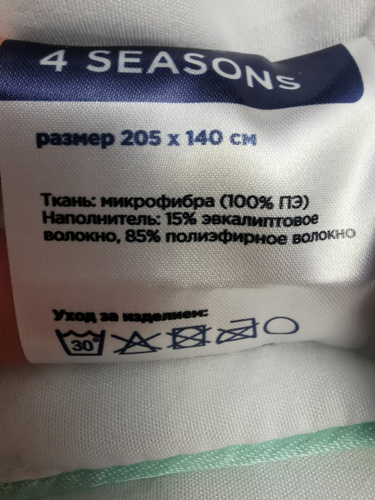 4 SEASONS
размер 205 x 140 см
Ткань: микрофибра (100% ПЭ)
Наполнитель: 15% эвкалиптовое
волокно, 85% полиэфирное волокно
Уход за изделием:
30°